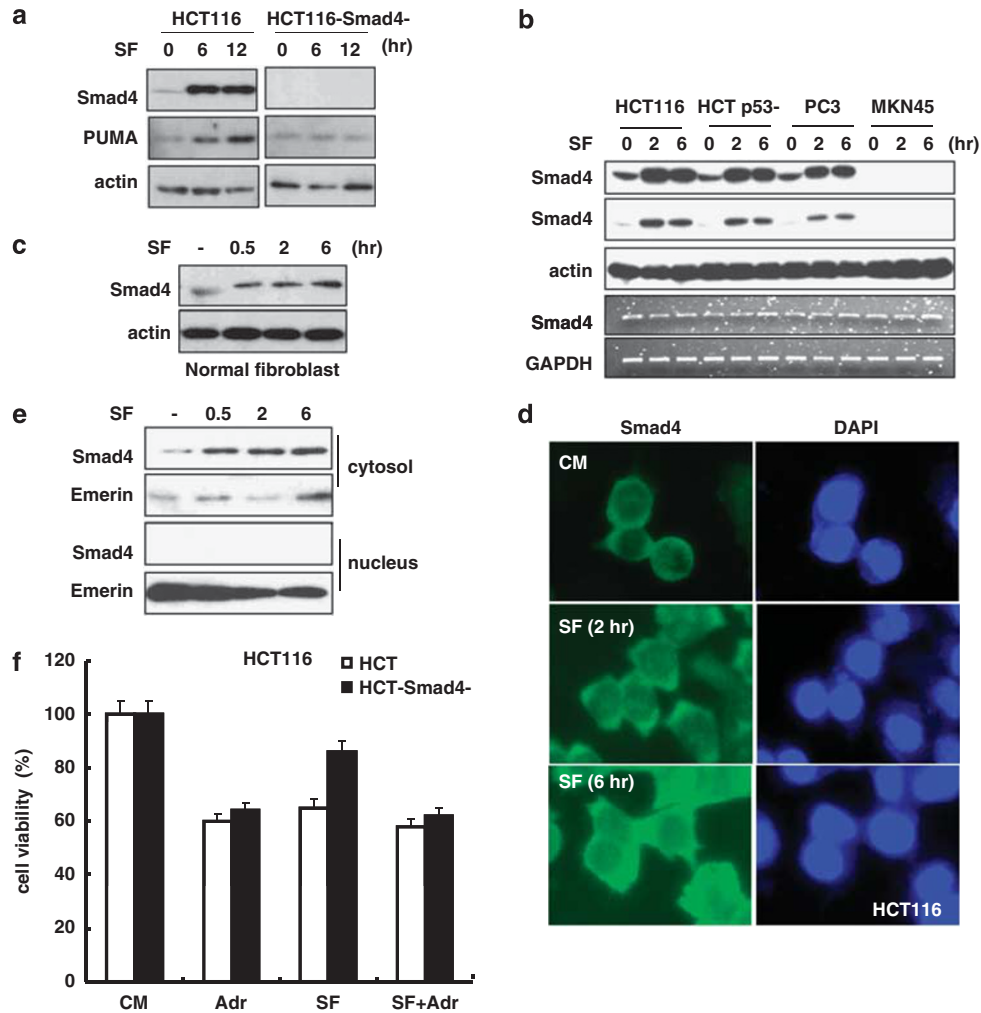 a
HCT116 HCT116-Smad4-
SF 0 6 12 0 6 12 (hr)
Smad4
PUMA
actin
b
HCT116 HCT p53- PC3 MKN45
SF 0 2 6 0 2 6 0 2 6 0 2 6 (hr)
Smad4
Smad4
actin
Smad4
GAPDH
c
SF - 0.5 2 6 (hr)
Smad4
actin
Normal fibroblast
d
Smad4 DAPI
CM
SF (2 hr)
SF (6 hr)
HCT116
e
SF - 0.5 2 6
Smad4
Emerin
cytosol
Smad4
Emerin
nucleus
f
HCT116
HCT
HCT-Smad4-
cell viability (%)
120
100
80
60
40
20
0
CM Adr SF SF+Adr